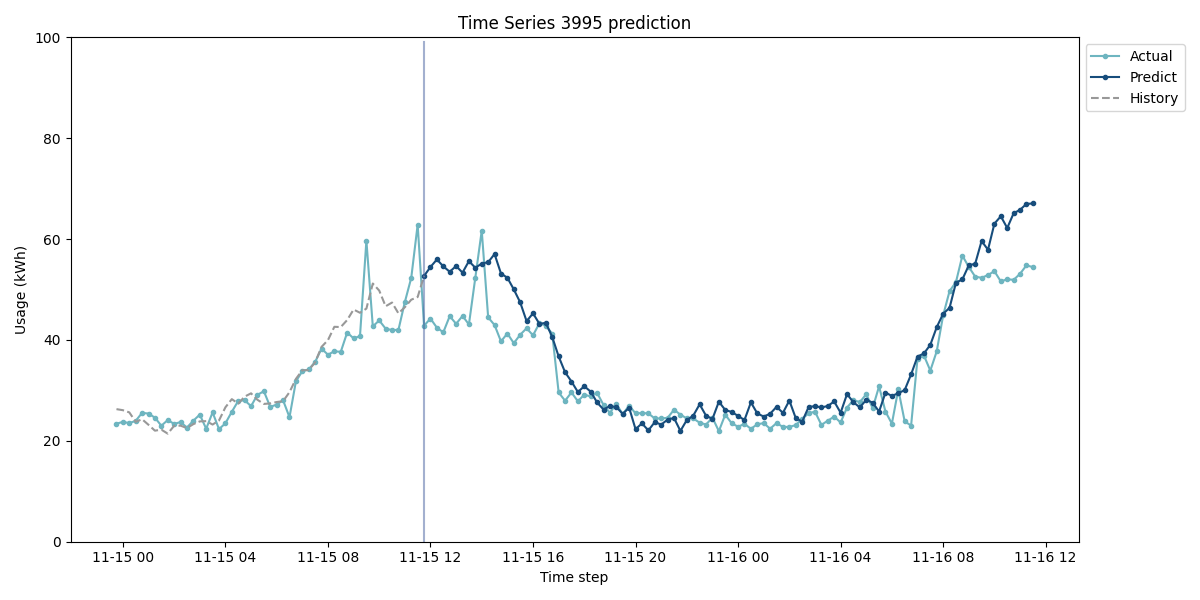 Time Series 3995 prediction
100
80
60
40
20
0
Usage (kWh)
11-15 00
11-15 04
11-15 08
11-15 12
11-15 16
11-15 20
11-16 00
11-16 04
11-16 08
11-16 12
Time step
Actual
Predict
History